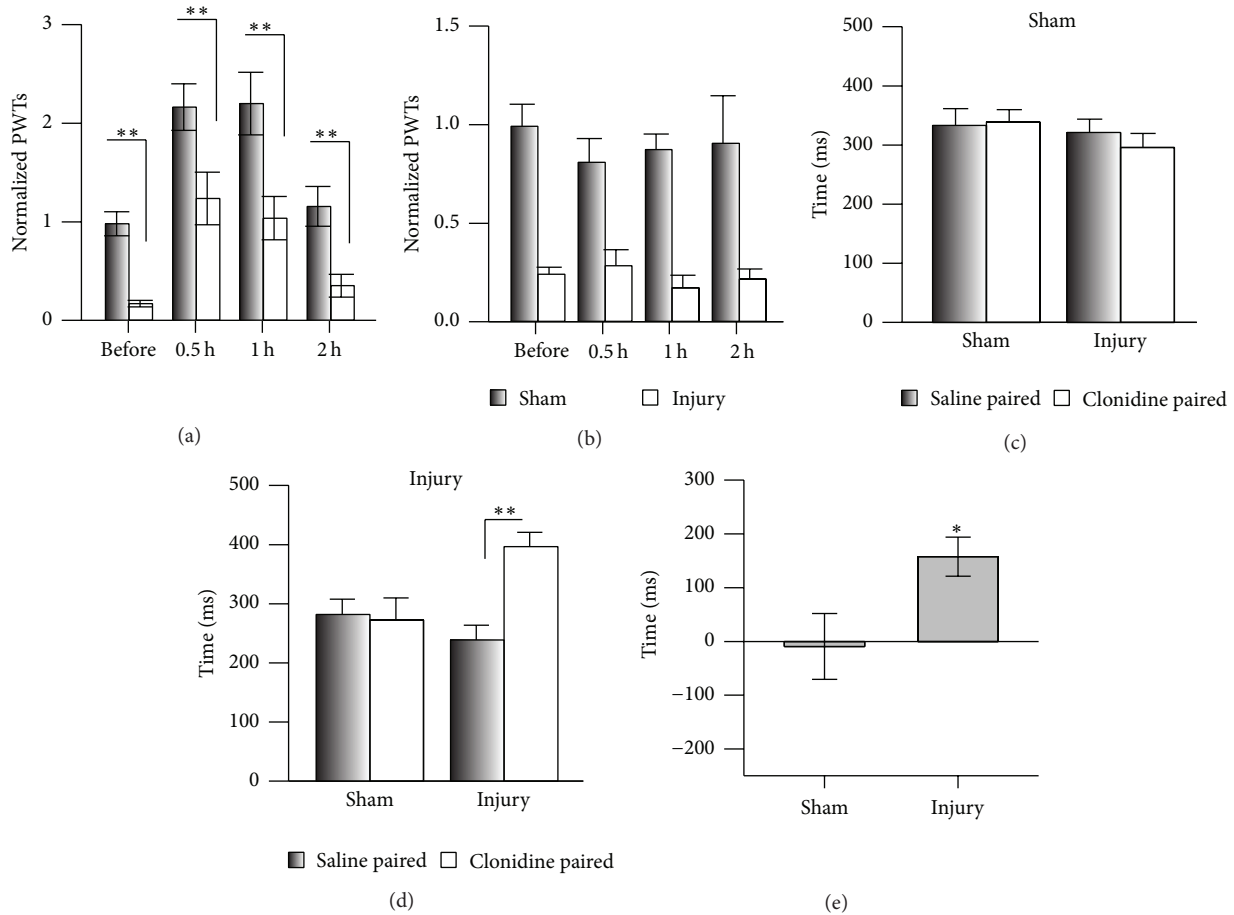 3
2
1
0
Normalized PWTs
**
**
**
**
Before 0.5 h 1 h 2 h
(a)
1.5
1.0
0.5
0.0
Normalized PWTs
Before 0.5 h 1 h 2 h
Sham Injury
(b)
Sham
500
400
300
300
100
0
Time (ms)
Sham Injury
Saline paired Clonidine paired
(c)
Injury
500
400
300
200
100
0
Time (ms)
**
Sham Injury
Saline paired Clonidine paired
(d)
300
200
100
0
−100
−200
Time (ms)
*
Sham Injury
(e)